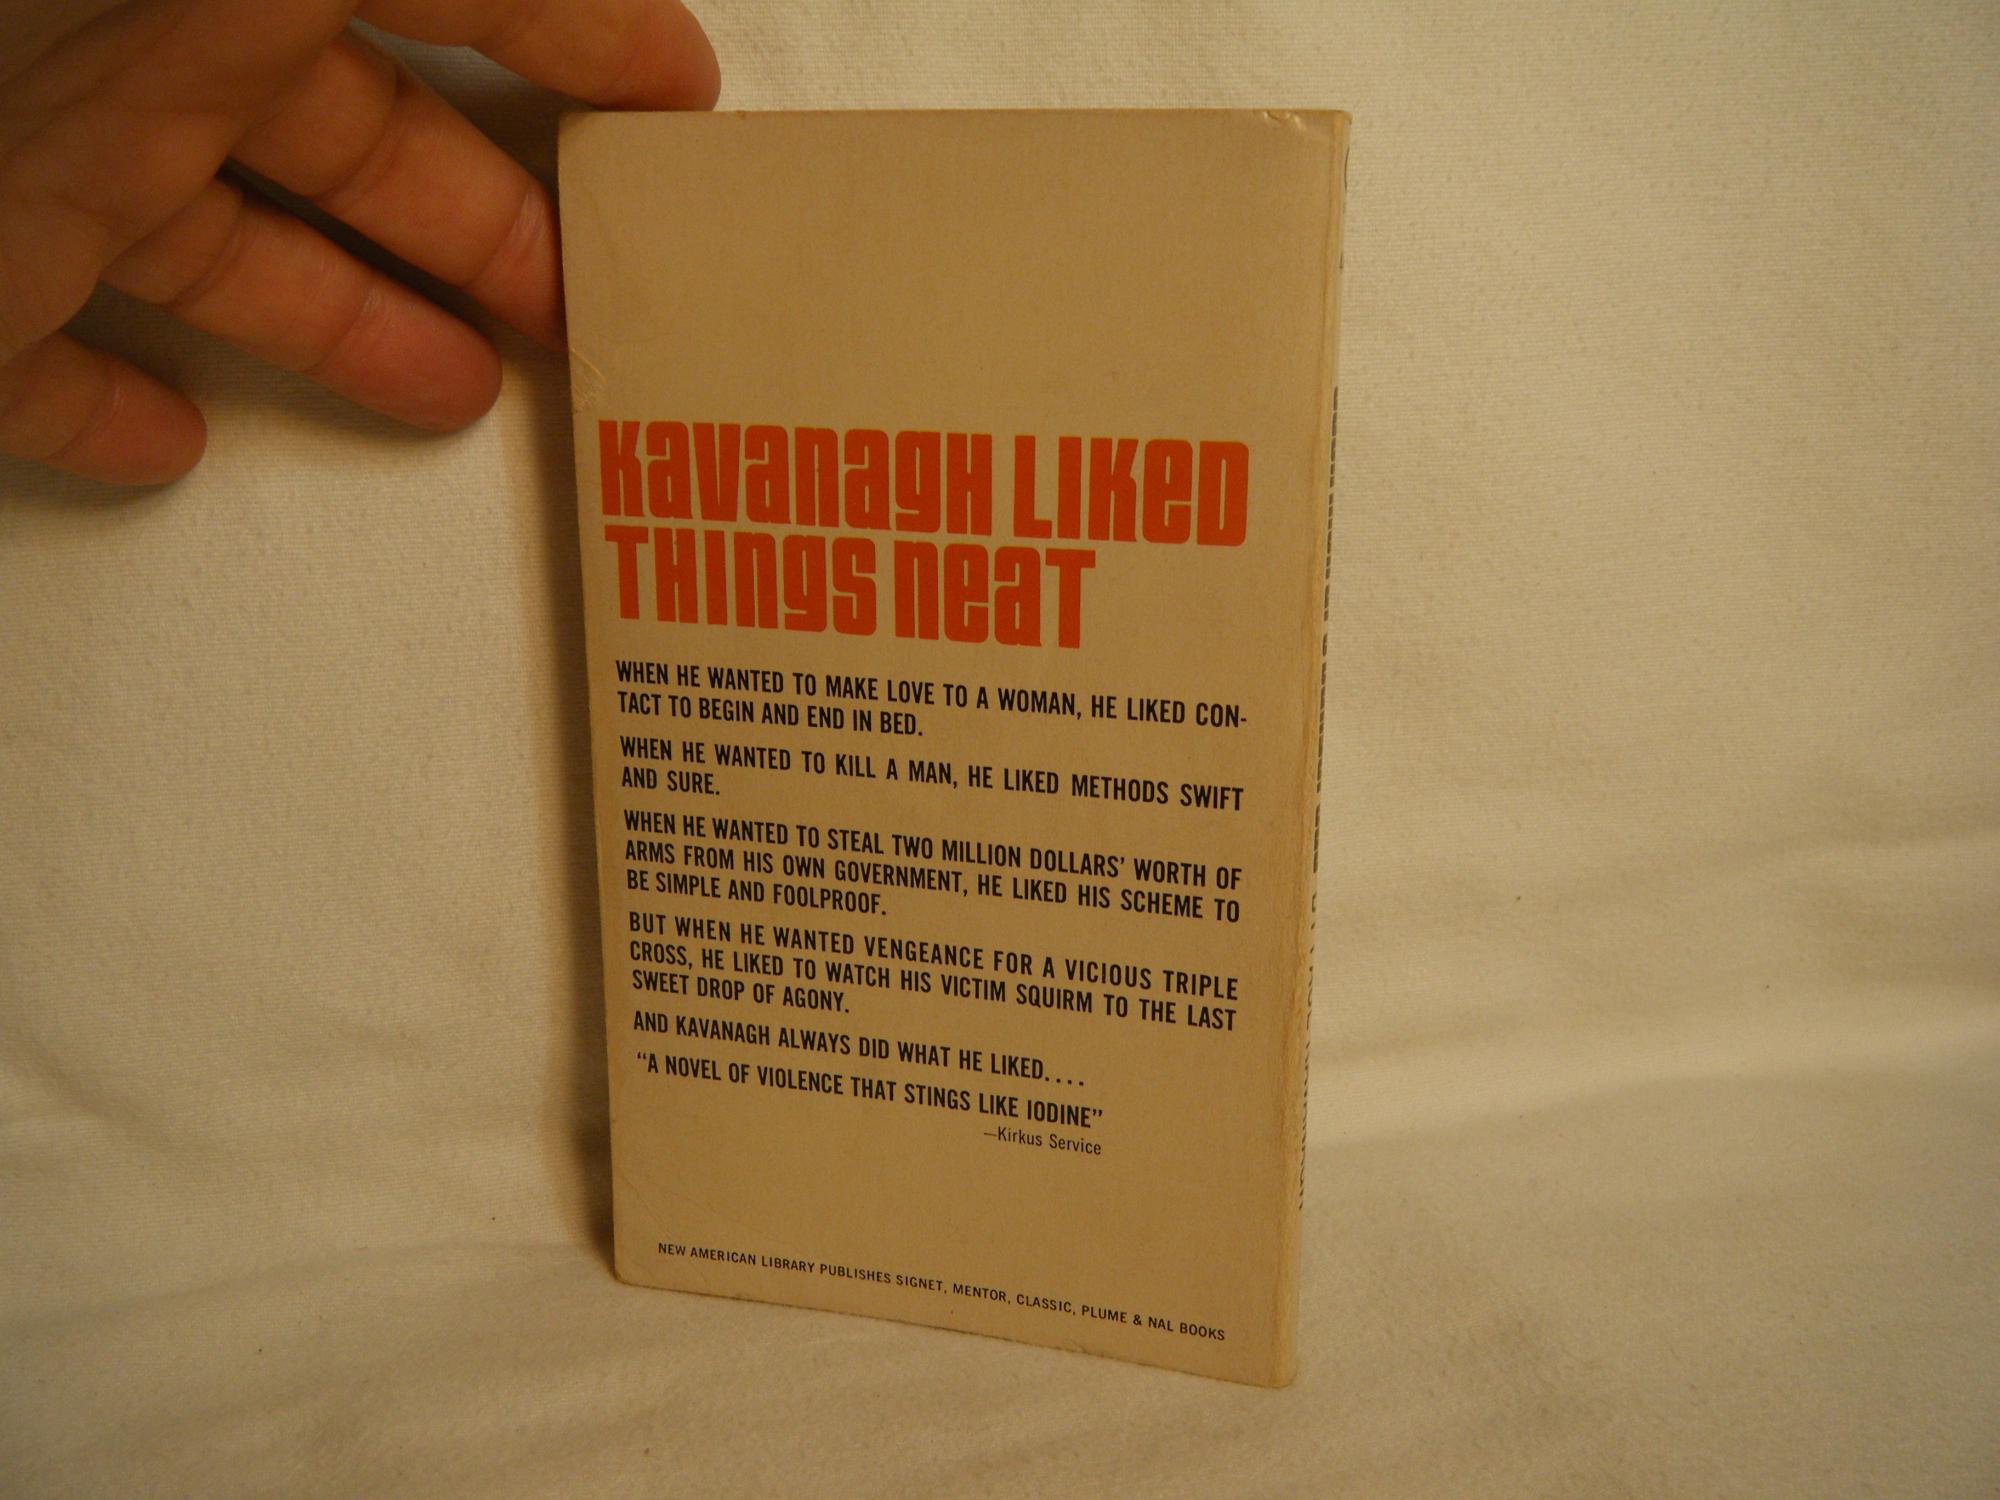 Kavanagh Liked
Things Neat
WHEN HE WANTED TO MAKE LOVE TO A WOMAN, HE LIKED CON-
TACT TO BEGIN AND END IN BED.
WHEN HE WANTED TO KILL A MAN, HE LIKED METHODS SWIFT
AND SURE.
WHEN HE WANTED TO STEAL TWO MILLION DOLLARS' WORTH OF
ARMS FROM HIS OWN GOVERNMENT, HE LIKED HIS SCHEME TO
BE SIMPLE AND FOOLPROOF.
BUT WHEN HE WANTED VENGEANCE FOR A VICIOUS TRIPLE
CROSS, HE LIKED TO WATCH HIS VICTIM SQUIRM TO THE LAST
SWEET DROP OF AGONY.
AND KAVANAGH ALWAYS DID WHAT HE LIKED....
“A NOVEL OF VIOLENCE THAT STINGS LIKE IODINE”
—Kirkus Service
NEW AMERICAN LIBRARY PUBLISHES SIGNET, MENTOR, CLASSIC, PLUME & NAL BOOKS